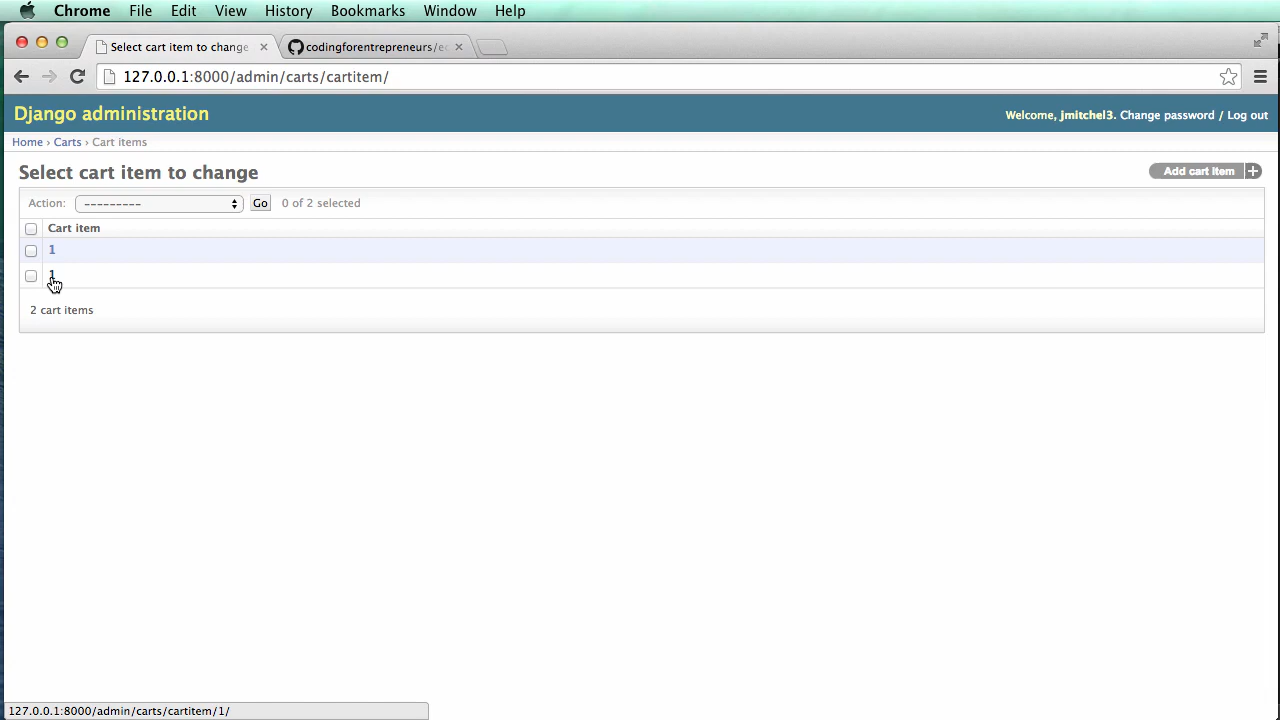 Chrome File Edit View History Bookmarks Window Help
Select cart item to change codingforentrepreneurs/e
127.0.0.1:8000/admin/carts/cartitem/
Django administration Welcome, jmitchel3. Change password / Log out
Home › Carts › Cart items
Select cart item to change Add cart item +
Action: --------- Go 0 of 2 selected
Cart item
1
1
2 cart items
127.0.0.1:8000/admin/carts/cartitem/1/